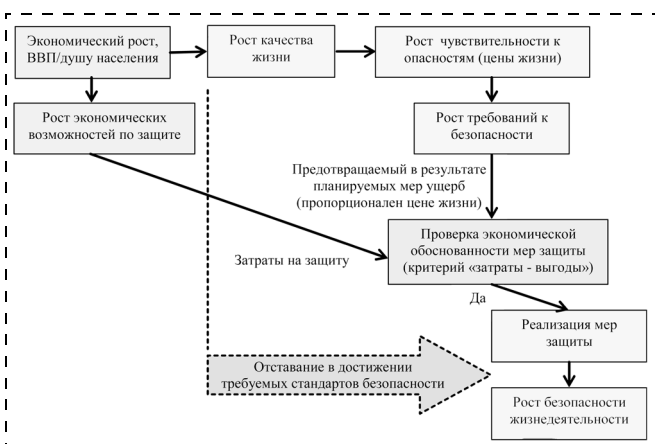 Экономический рост,
ВВП/душу населения
Рост качества
жизни
Рост чувствительности к
опасностям (цены жизни)
Рост экономических
возможностей по защите
Рост требований к
безопасности
Предотвращаемый в результате
планируемых мер ущерб
(пропорционален цене жизни)
Проверка экономической
обоснованности мер защиты
(критерий «затраты - выгоды»)
Затраты на защиту
Да
Реализация мер
защиты
Отставание в достижении
требуемых стандартов безопасности
Рост безопасности
жизнедеятельности